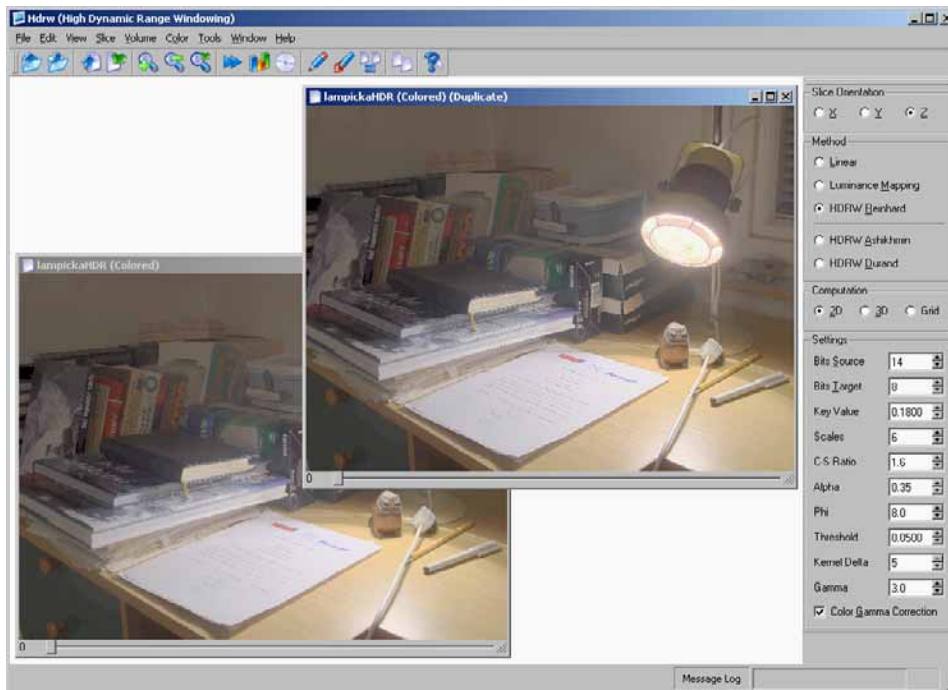 Hdrw (High Dynamic Range Windowing)
File Edit View Slice Volume Color Tools Window Help
lampickaHDR (Colored) (Duplicate)
0
lampickaHDR (Colored)
0
Slice Orientation
X Y Z
Method
Linear
Luminance Mapping
HDRW Reinhard
HDRW Ashikhmin
HDRW Durand
Computation
2D 3D Grid
Settings
Bits Source 14
Bits Target 8
Key Value 0.1800
Scales 6
C-S Ratio 1.6
Alpha 0.35
Phi 8.0
Threshold 0.0500
Kernel Delta 5
Gamma 3.0
Color Gamma Correction
Message Log